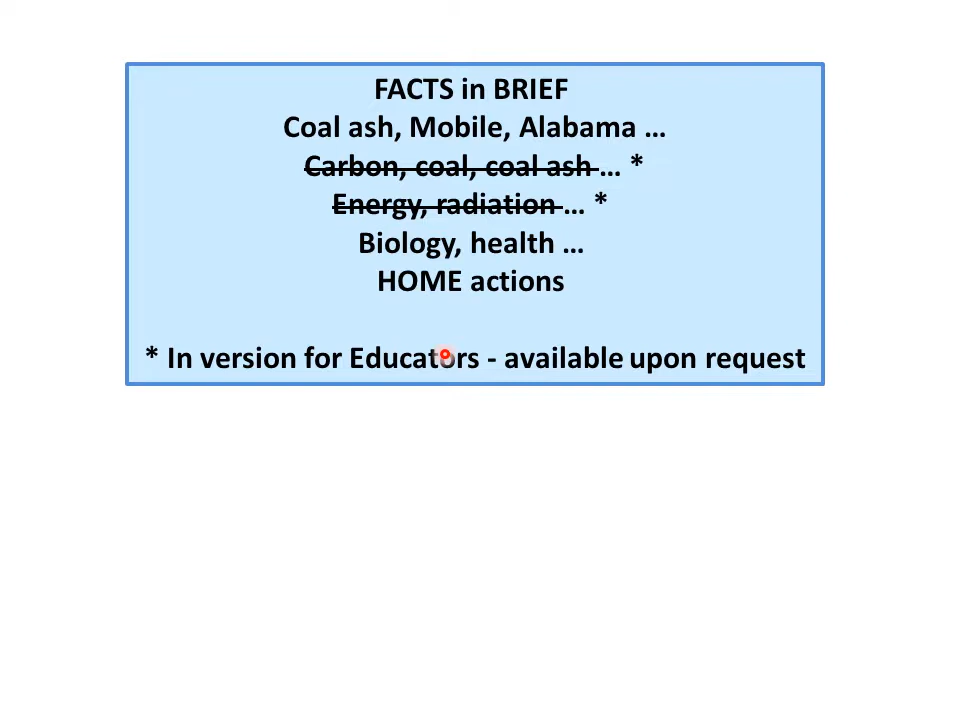 FACTS in BRIEF
Coal ash, Mobile, Alabama …
Carbon, coal, coal ash … *
Energy, radiation … *
Biology, health …
HOME actions
* In version for Educators - available upon request